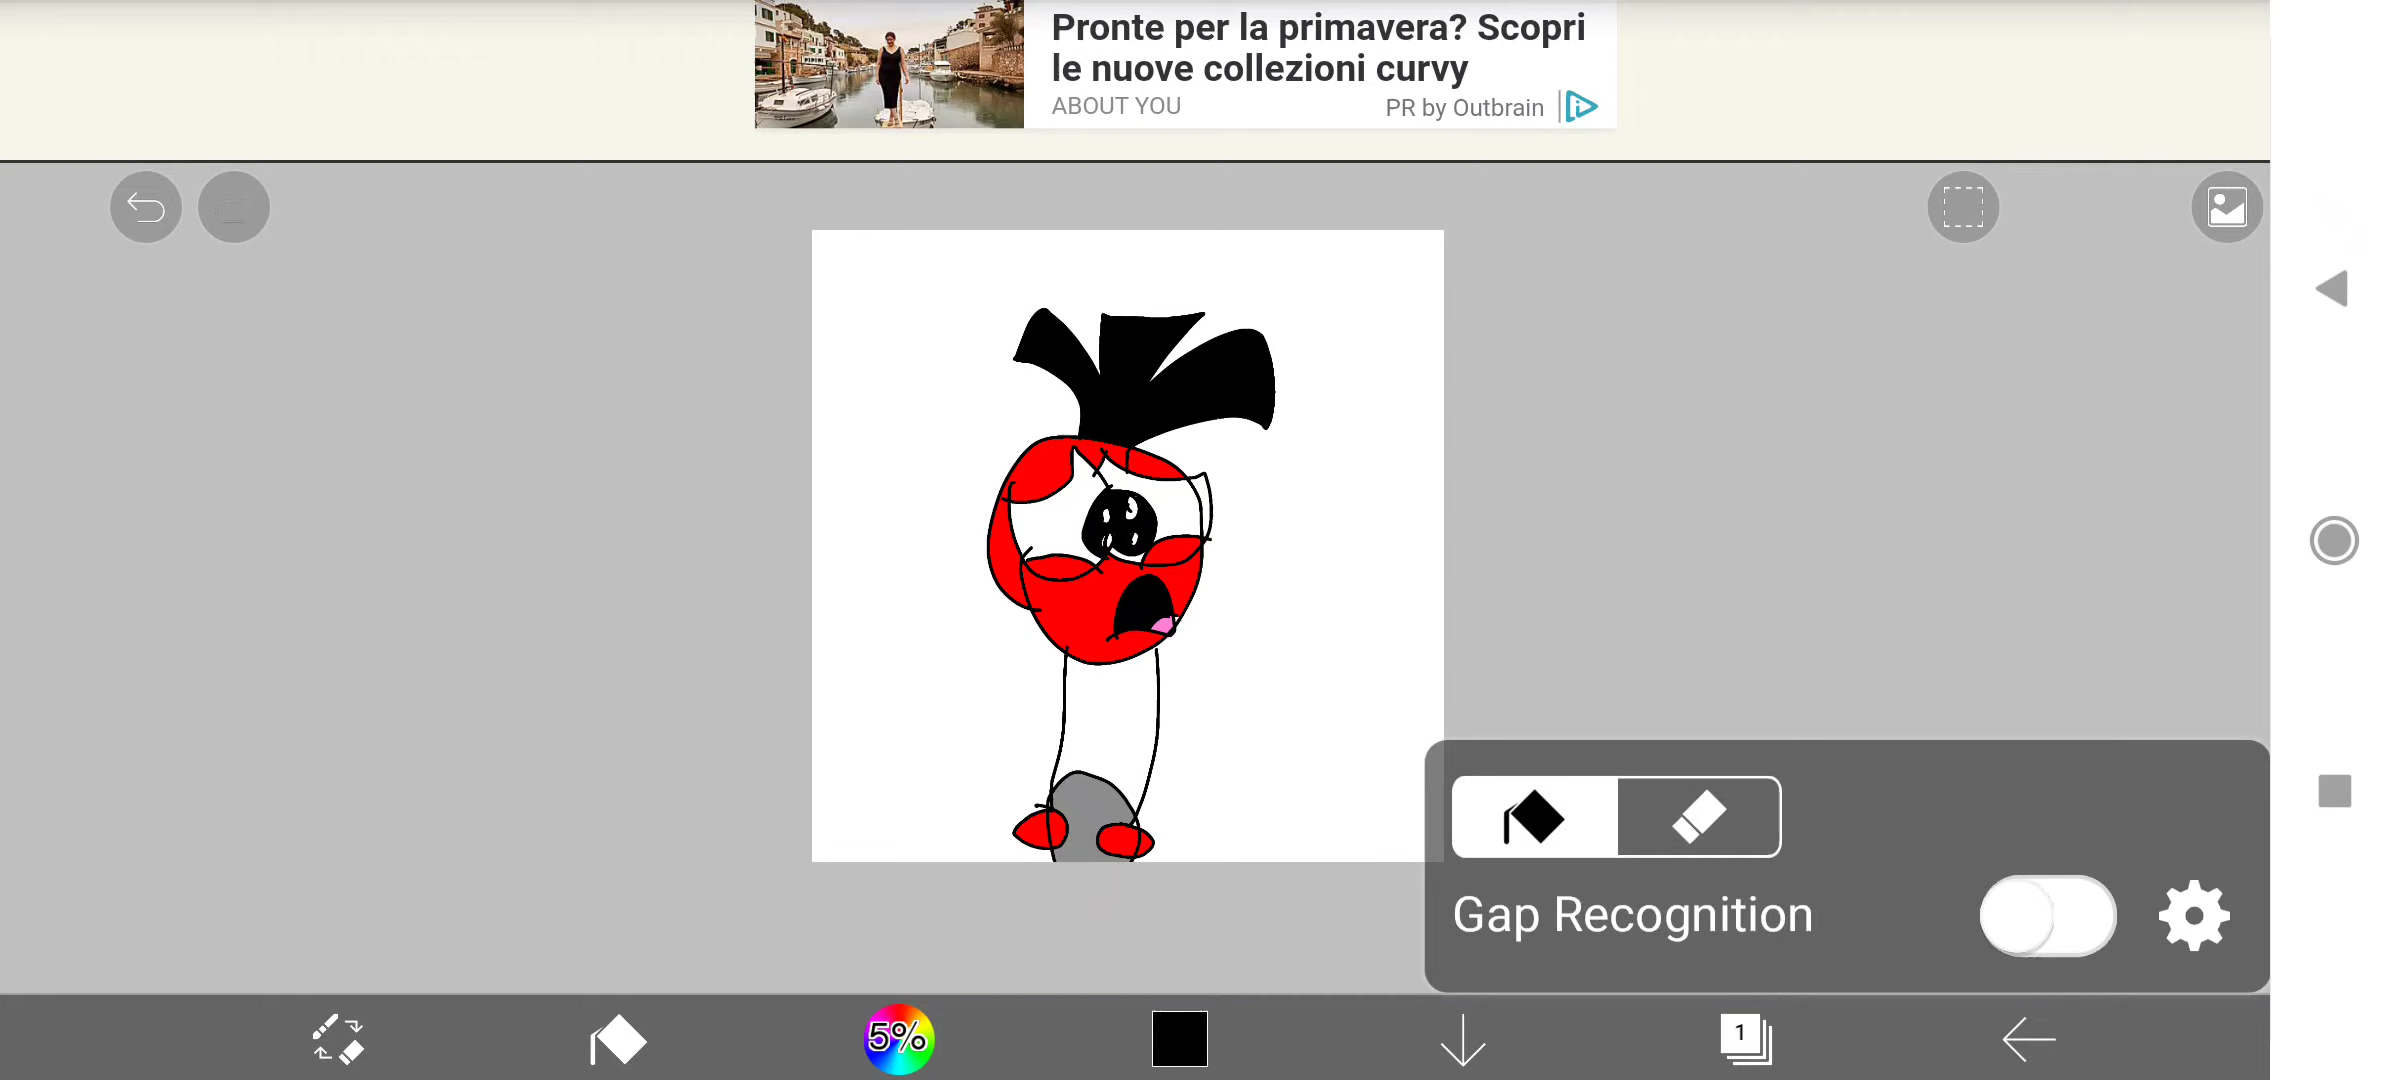 Pronte per la primavera? Scopri
le nuove collezioni curvy
ABOUT YOU
PR by Outbrain
Gap Recognition
5%
1